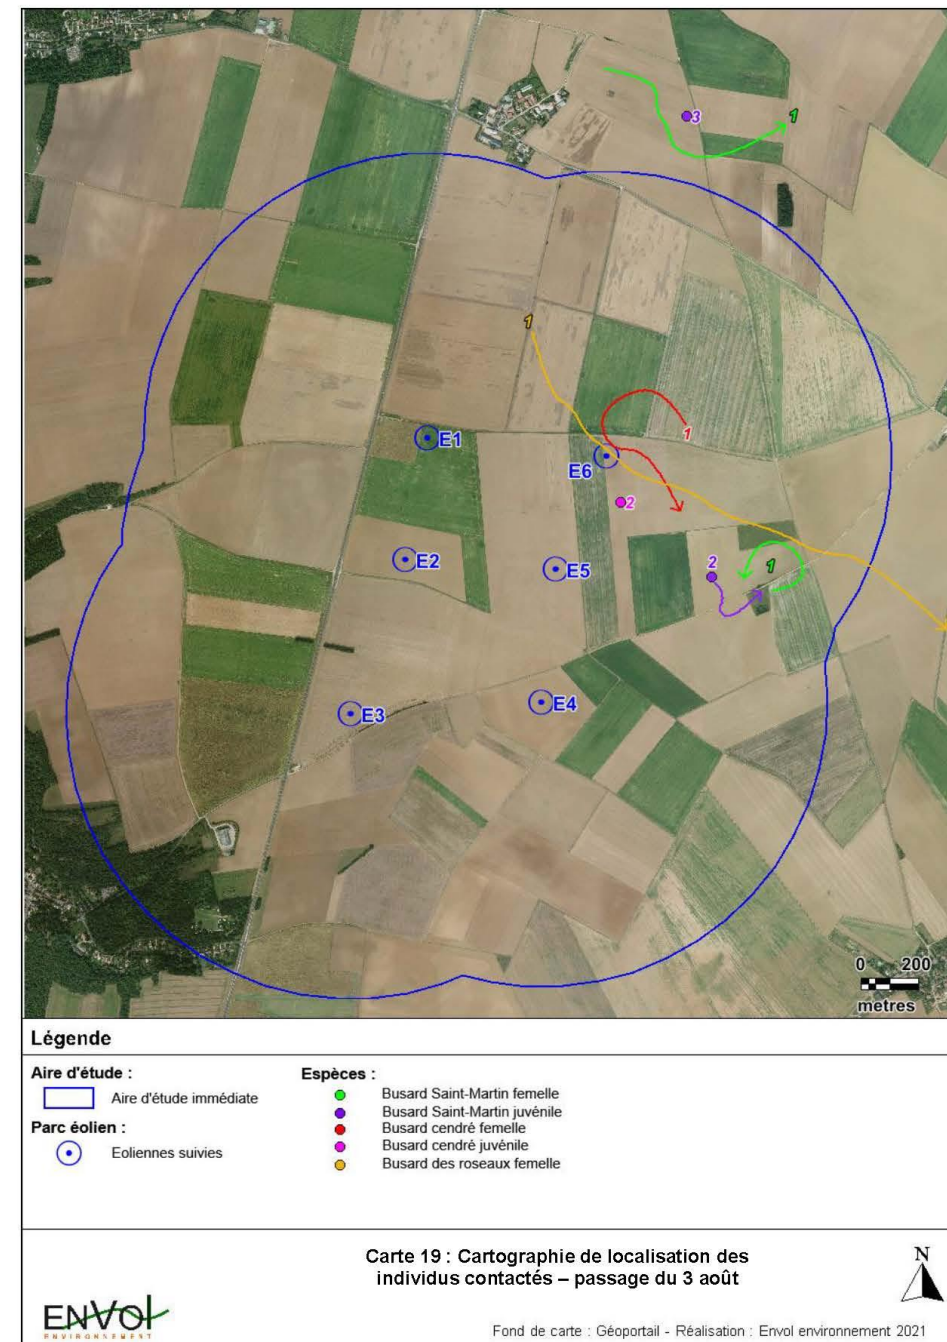 1
3
1
E1
1
E6
2
E2
E5
2
1
E3
E4
0 200
metres
Légende
Aire d'étude :
Aire d'étude immédiate
Parc éolien :
Eoliennes suivies
Espèces :
Busard Saint-Martin femelle
Busard Saint-Martin juvénile
Busard cendré femelle
Busard cendré juvénile
Busard des roseaux femelle
Carte 19 : Cartographie de localisation des
individus contactés – passage du 3 août
N
ENVOL
ENVIRONNEMENT
Fond de carte : Géoportail - Réalisation : Envol environnement 2021